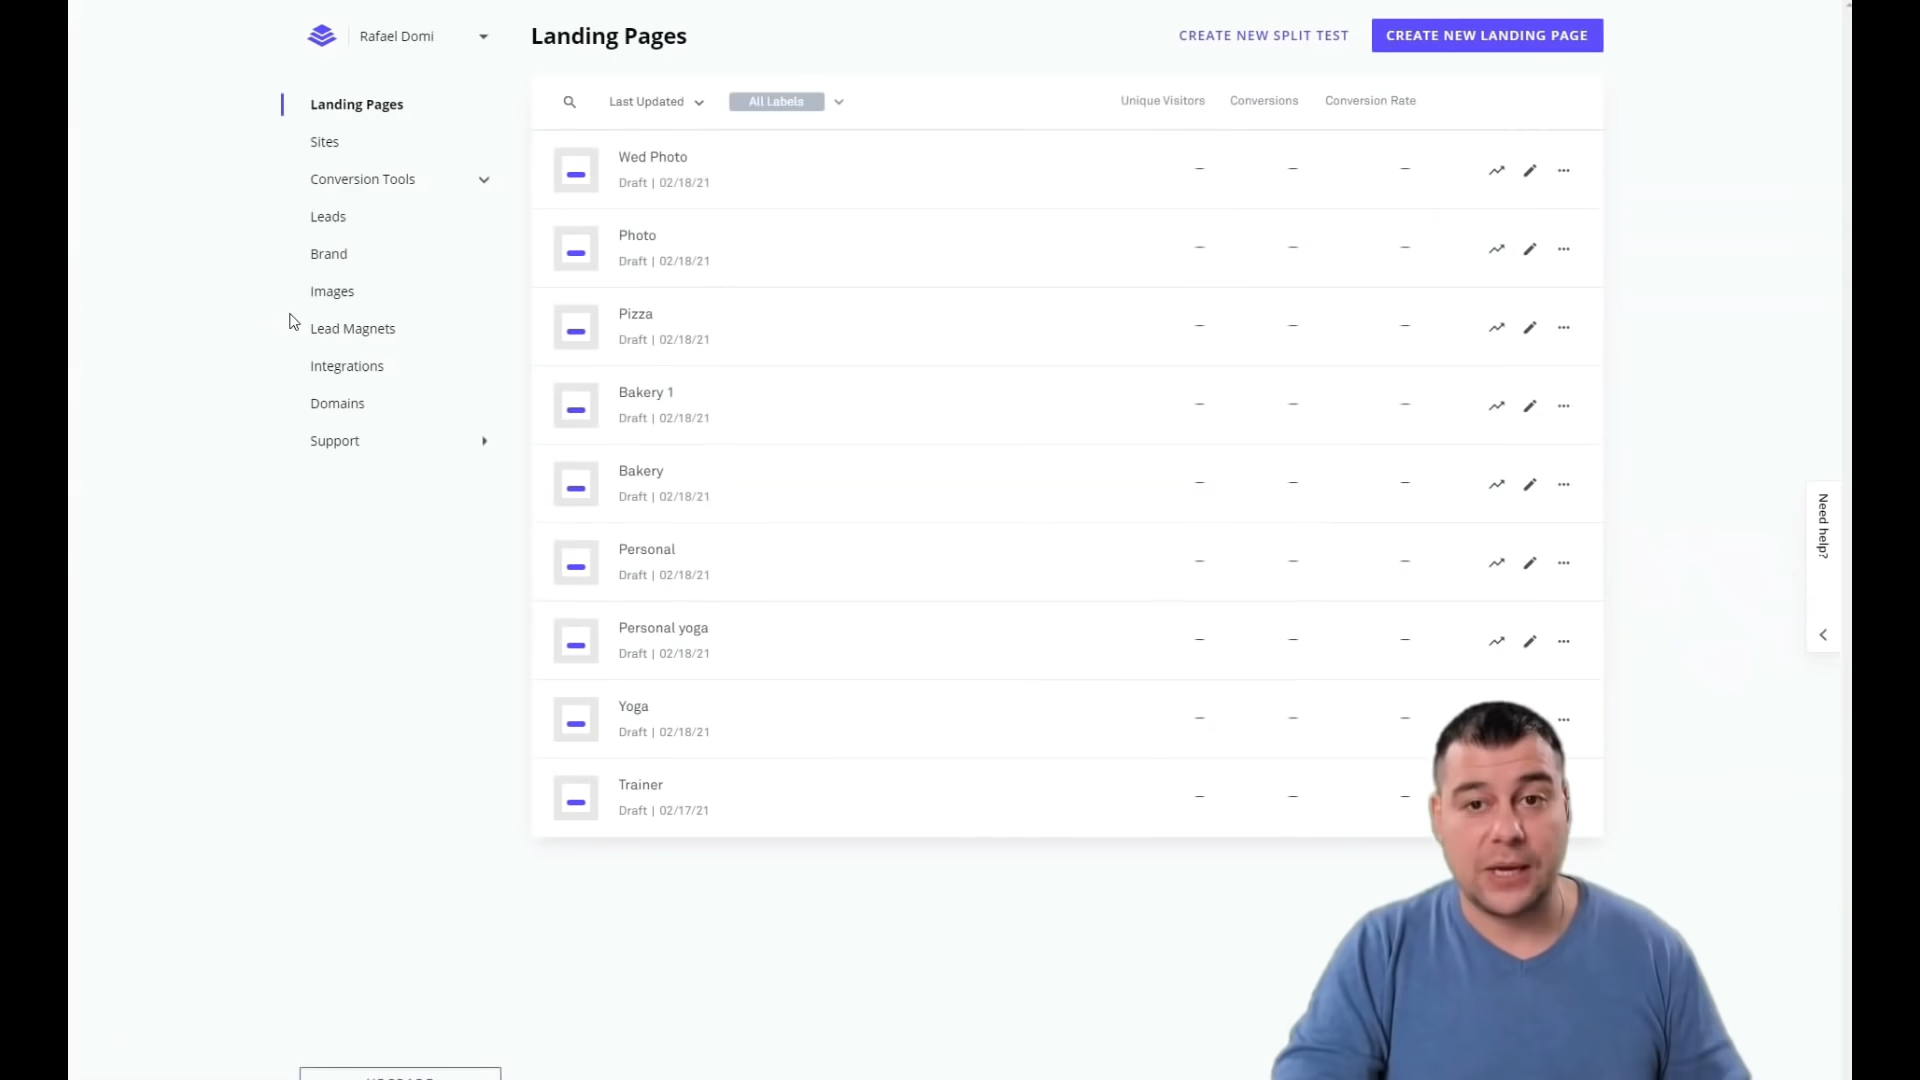 Rafael Domi
Landing Pages
CREATE NEW SPLIT TEST
CREATE NEW LANDING PAGE
Landing Pages
Sites
Conversion Tools
Leads
Brand
Images
Lead Magnets
Integrations
Domains
Support
Last Updated
All Labels
Unique Visitors
Conversions
Conversion Rate
Wed Photo
Draft | 02/18/21
Photo
Draft | 02/18/21
Pizza
Draft | 02/18/21
Bakery 1
Draft | 02/18/21
Bakery
Draft | 02/18/21
Personal
Draft | 02/18/21
Personal yoga
Draft | 02/18/21
Yoga
Draft | 02/18/21
Trainer
Draft | 02/17/21
Need help?